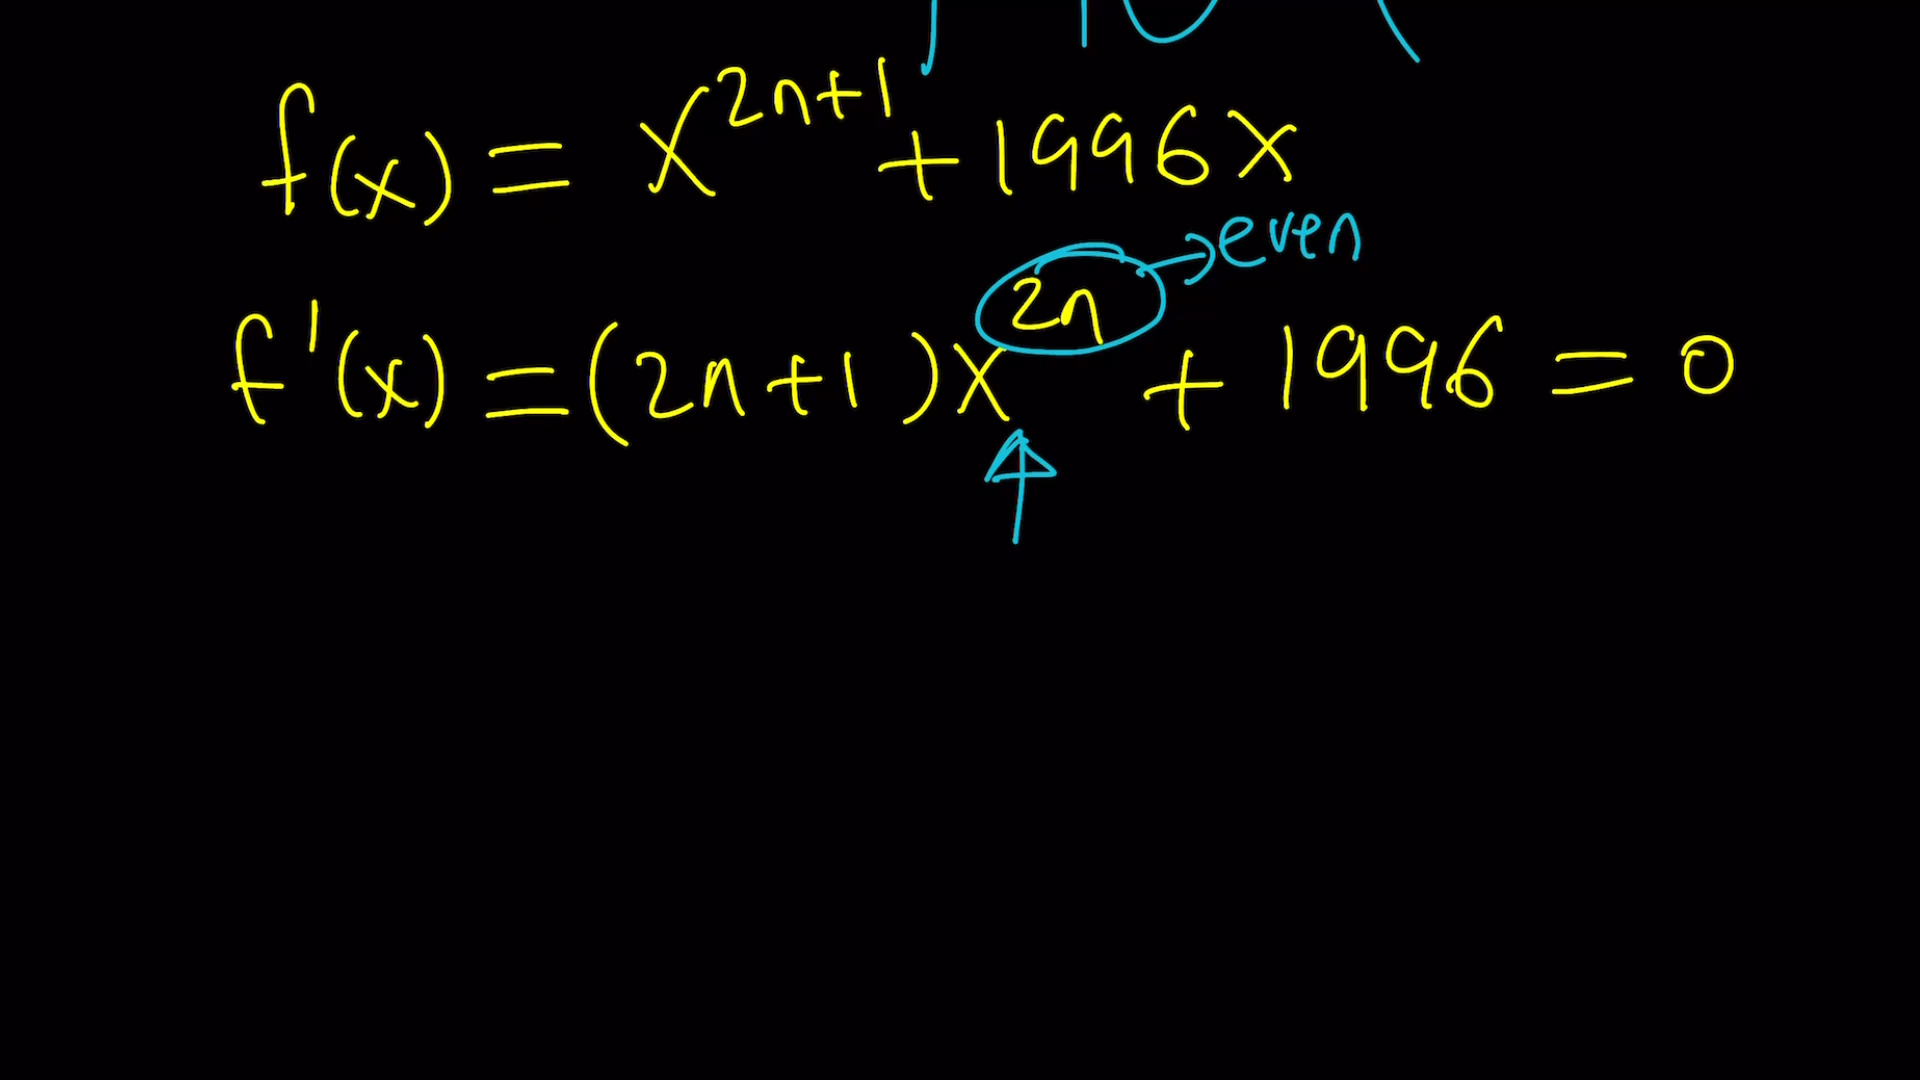 f(x) = x^{2n+1} + 1996x
even
f'(x) = (2n+1)x^{2n} + 1996 = 0